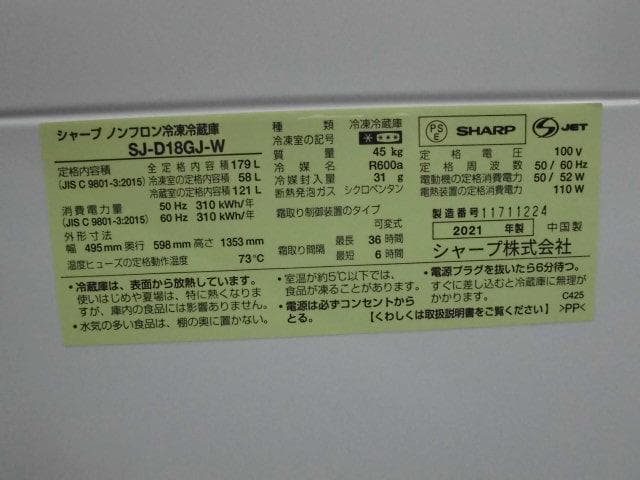 シャープ ノンフロン冷凍冷蔵庫
SJ-D18GJ-W
定格内容積
(JIS C 9801-3:2015)
全定格内容積 179 L
冷凍室の定格内容積 58 L
冷蔵室の定格内容積 121 L
消費電力量
(JIS C 9801-3:2015)
50 Hz 310 kWh/年
60 Hz 310 kWh/年
外形寸法
幅 495mm 奥行 598mm 高さ 1353mm
温度ヒューズの定格動作温度 73℃
種類 冷凍冷蔵庫
冷凍室の記号
質量 45 kg
冷媒 R600a
冷媒封入量 31 g
断熱発泡ガス シクロペンタン
霜取り制御装置のタイプ
可変式
霜取り間隔
最長 36 時間
最短 6 時間
PS
E
SHARP
JET
定格電圧 100 V
定格周波数 50/60 Hz
電動機の定格消費電力 50/52 W
電熱装置の定格消費電力 110 W
製造番号 11711224
2021 年製
中国製
シャープ株式会社
・冷蔵庫は、表面から放熱しています。
使いはじめや夏場は、特に熱くなりますが、
庫内の食品には影響ありません。
・水気の多い食品は、棚の奥に置かない。
・室温が約5℃以下では、
食品が凍ることがあります。
・電源は必ずコンセントから
とる。
・電源プラグを抜いたら6分待つ。
すぐに差し込むと冷蔵庫に無理が
かかります。
C425
【くわしくは取扱説明書をご覧ください】
>PP<